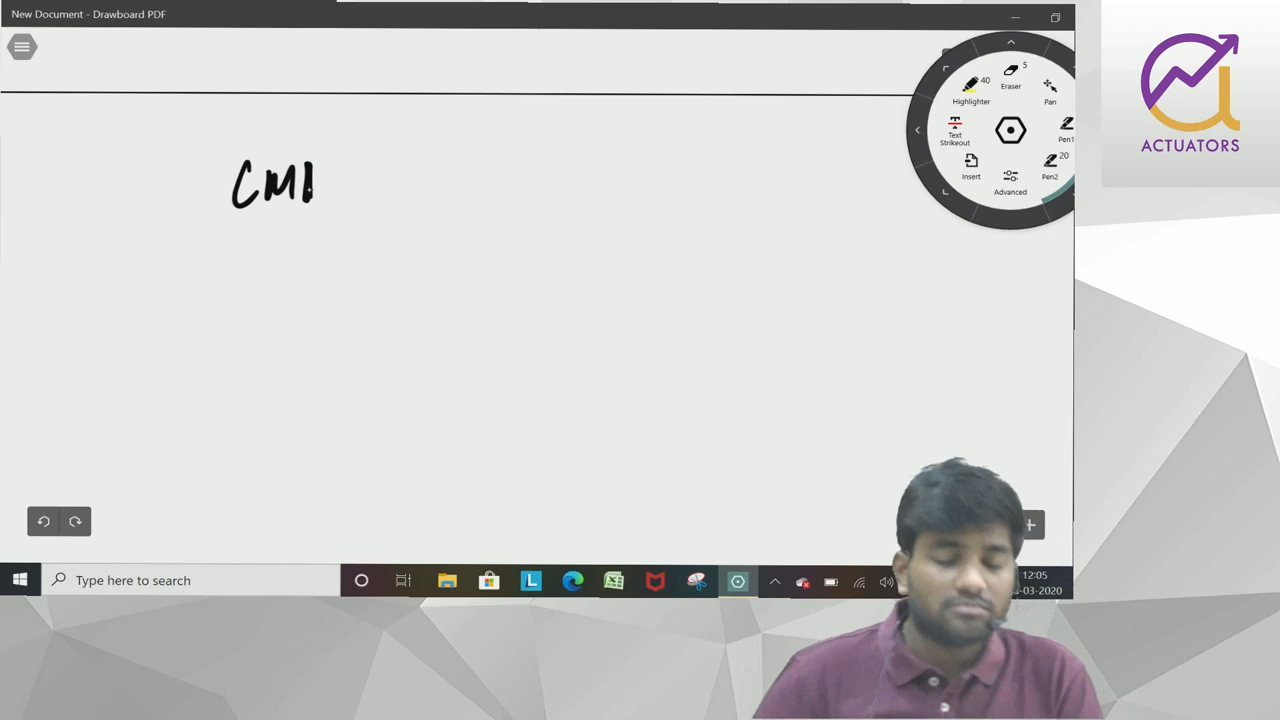 New Document - Drawboard PDF
5
Eraser
40
Highlighter
Pan
Text
Strikeout
Pen1
20
Insert
Pen2
Advanced
ACTUATORS
CM1
Type here to search
12:05
-03-2020